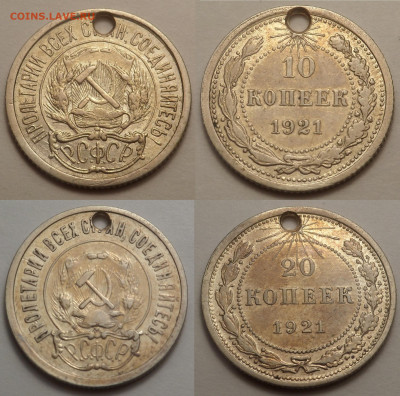 COINS.LAVE.RU
ПРОЛЕТАРИИ ВСЕХ СТРАН, СОЕДИНЯЙТЕСЬ!
РСФСР
10
КОПЕЕК
1921
ПРОЛЕТАРИИ ВСЕХ СТРАН, СОЕДИНЯЙТЕСЬ!
РСФСР
20
КОПЕЕК
1921